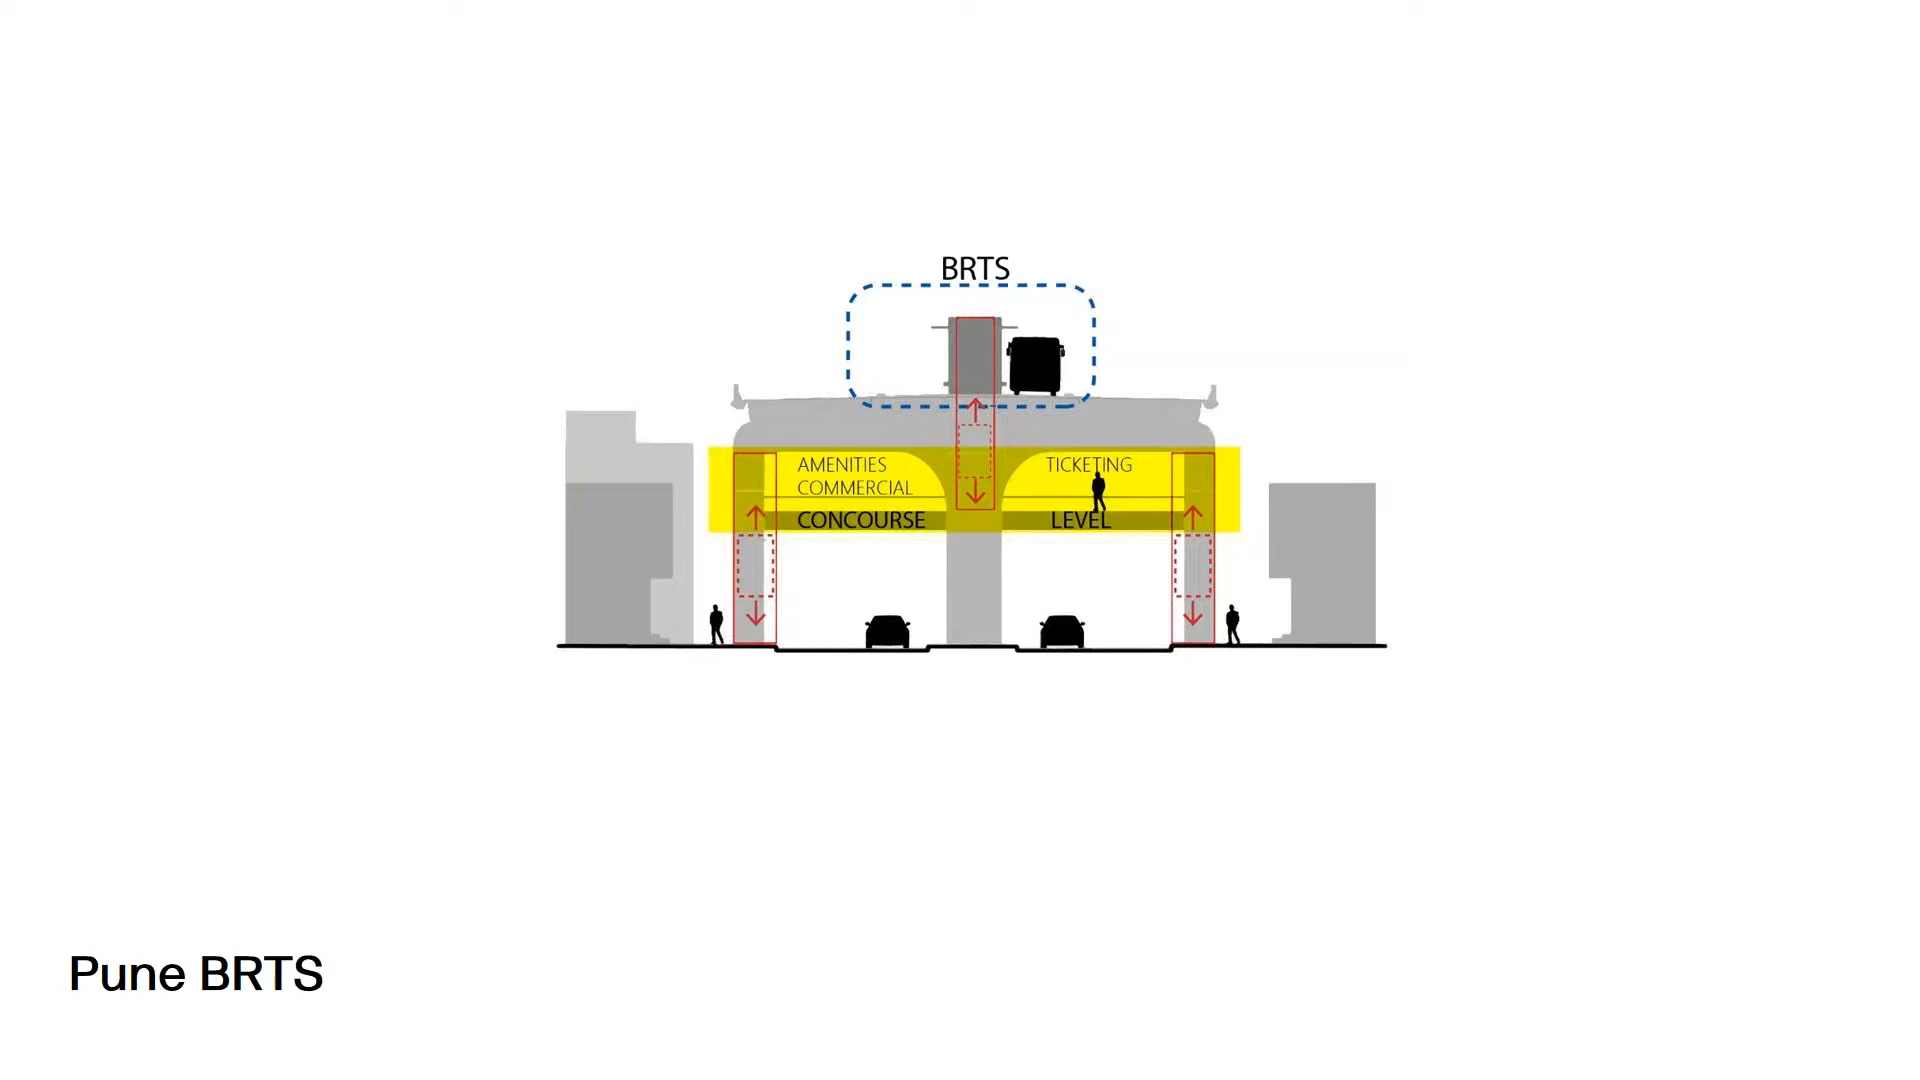 BRTS
AMENITIES
COMMERCIAL
TICKETING
CONCOURSE LEVEL
Pune BRTS